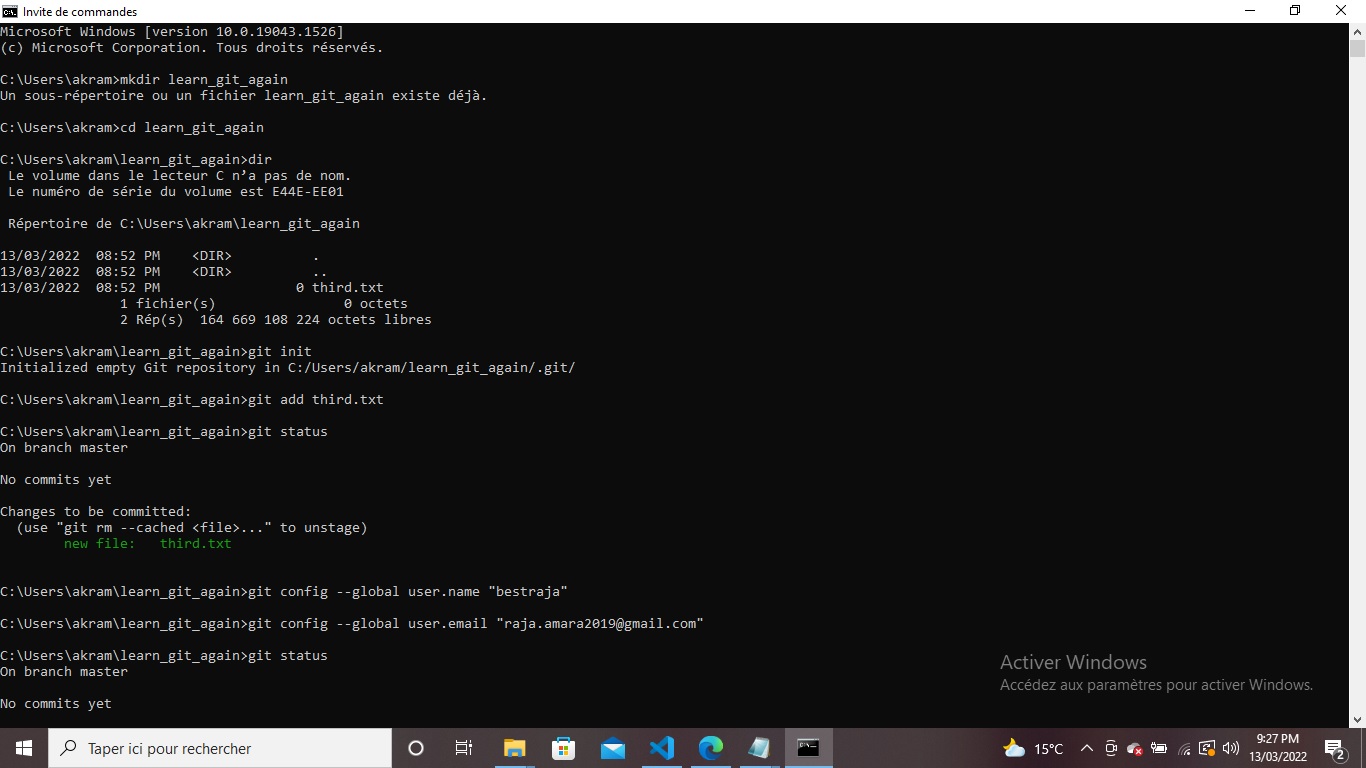 Invite de commandes
Microsoft Windows [version 10.0.19043.1526]
(c) Microsoft Corporation. Tous droits réservés.
C:\Users\akram>mkdir learn_git_again
Un sous-répertoire ou un fichier learn_git_again existe déjà.
C:\Users\akram>cd learn_git_again
C:\Users\akram\learn_git_again>dir
Le volume dans le lecteur C n’a pas de nom.
Le numéro de série du volume est E44E-EE01
Répertoire de C:\Users\akram\learn_git_again
13/03/2022  08:52 PM    <DIR>          .
13/03/2022  08:52 PM    <DIR>          ..
13/03/2022  08:52 PM                 0 third.txt
1 fichier(s)                0 octets
2 Rép(s)  164 669 108 224 octets libres
C:\Users\akram\learn_git_again>git init
Initialized empty Git repository in C:/Users/akram/learn_git_again/.git/
C:\Users\akram\learn_git_again>git add third.txt
C:\Users\akram\learn_git_again>git status
On branch master
No commits yet
Changes to be committed:
(use "git rm --cached <file>..." to unstage)
new file:   third.txt
C:\Users\akram\learn_git_again>git config --global user.name "bestraja"
C:\Users\akram\learn_git_again>git config --global user.email "raja.amara2019@gmail.com"
C:\Users\akram\learn_git_again>git status
On branch master
No commits yet
Activer Windows
Accédez aux paramètres pour activer Windows.
Taper ici pour rechercher
15°C
9:27 PM
13/03/2022
2